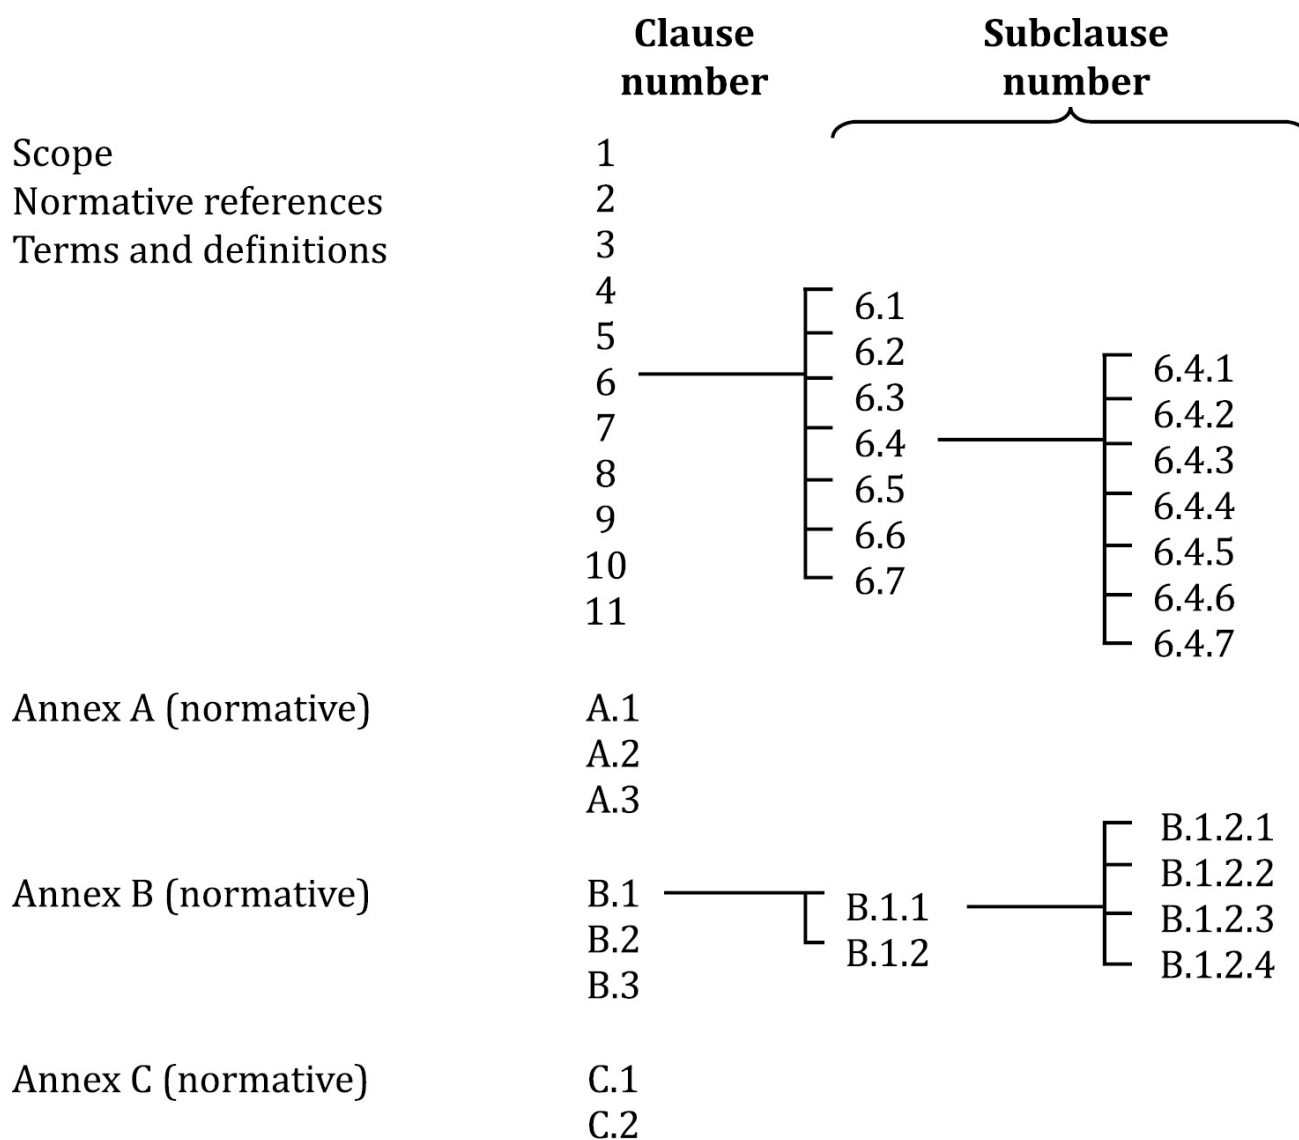 Clause number
Subclause number
Scope 1
Normative references 2
Terms and definitions 3
4
5
6
7
8
9
10
11
6.1
6.2
6.3
6.4
6.5
6.6
6.7
6.4.1
6.4.2
6.4.3
6.4.4
6.4.5
6.4.6
6.4.7
Annex A (normative) A.1
A.2
A.3
Annex B (normative) B.1
B.2
B.3
B.1.1
B.1.2
B.1.2.1
B.1.2.2
B.1.2.3
B.1.2.4
Annex C (normative) C.1
C.2